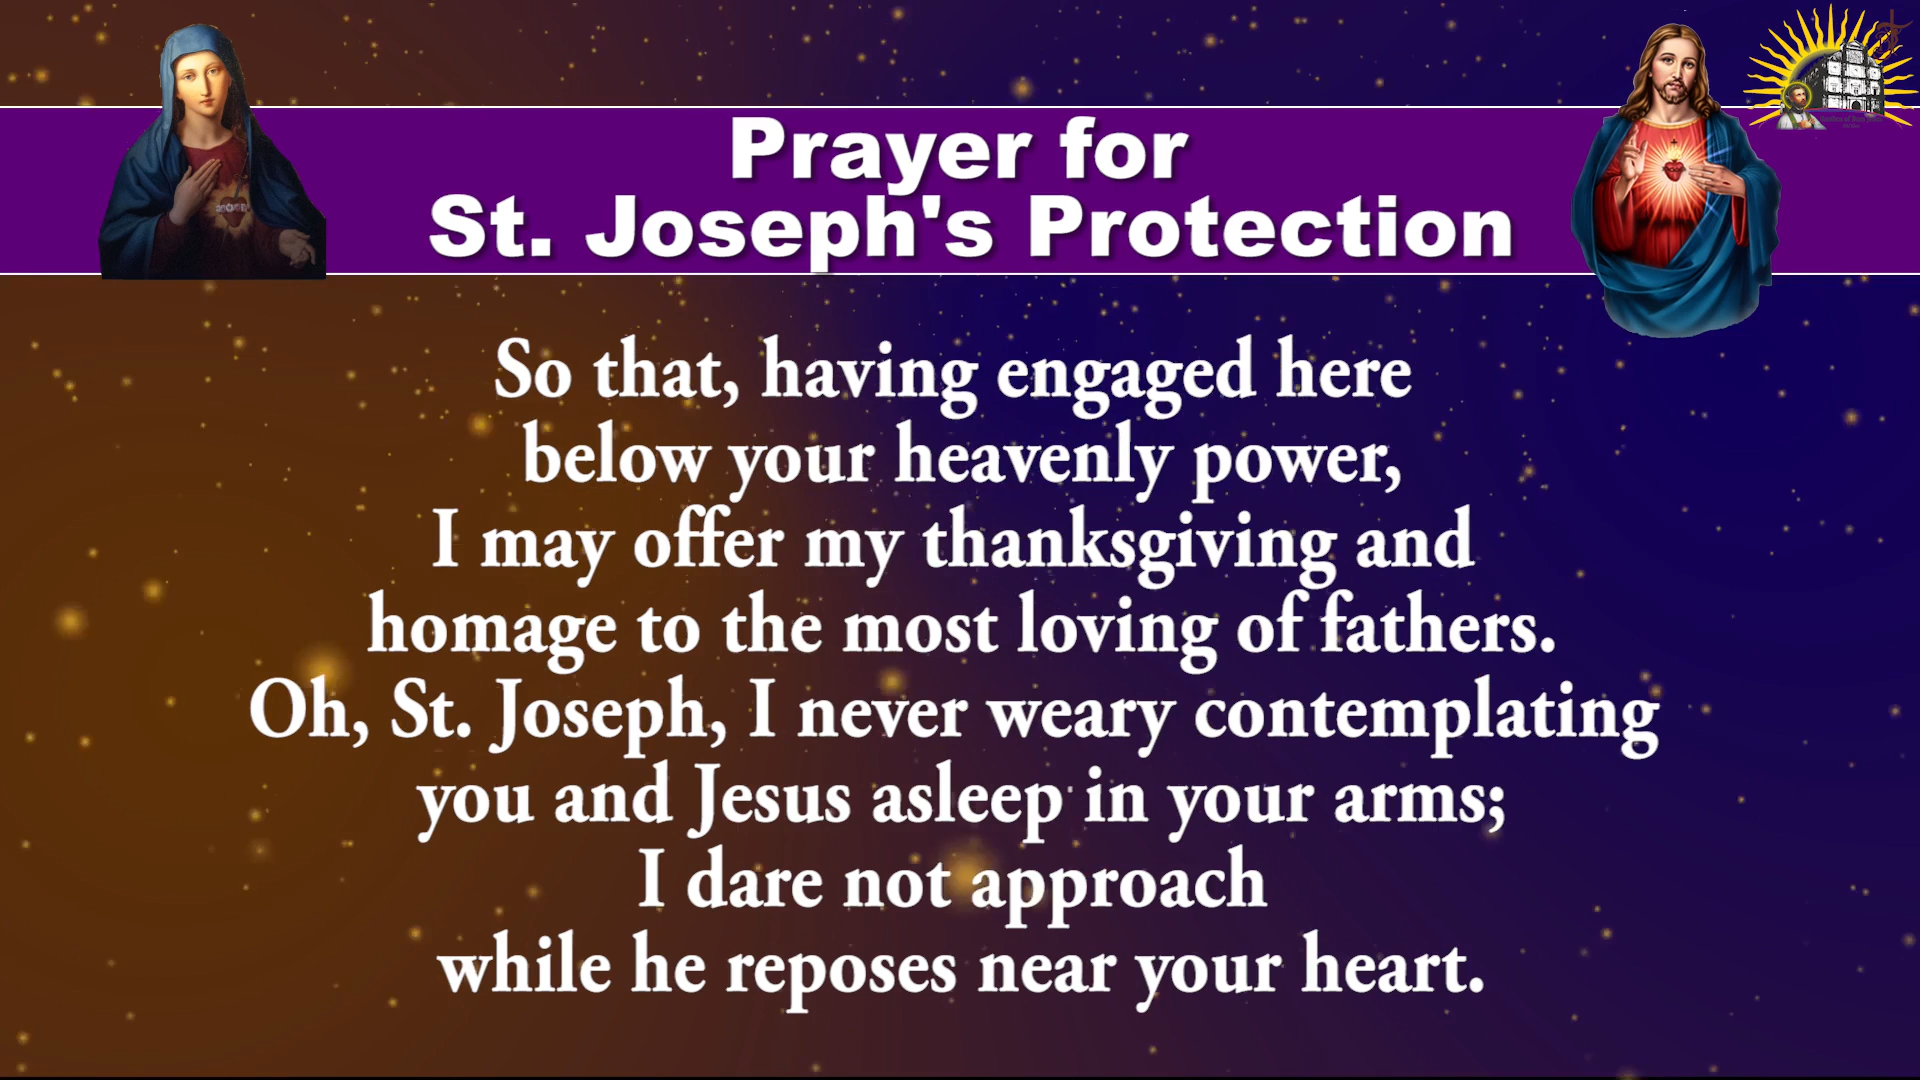 Prayer for
St. Joseph's Protection
So that, having engaged here
below your heavenly power,
I may offer my thanksgiving and
homage to the most loving of fathers.
Oh, St. Joseph, I never weary contemplating
you and Jesus asleep in your arms;
I dare not approach
while he reposes near your heart.